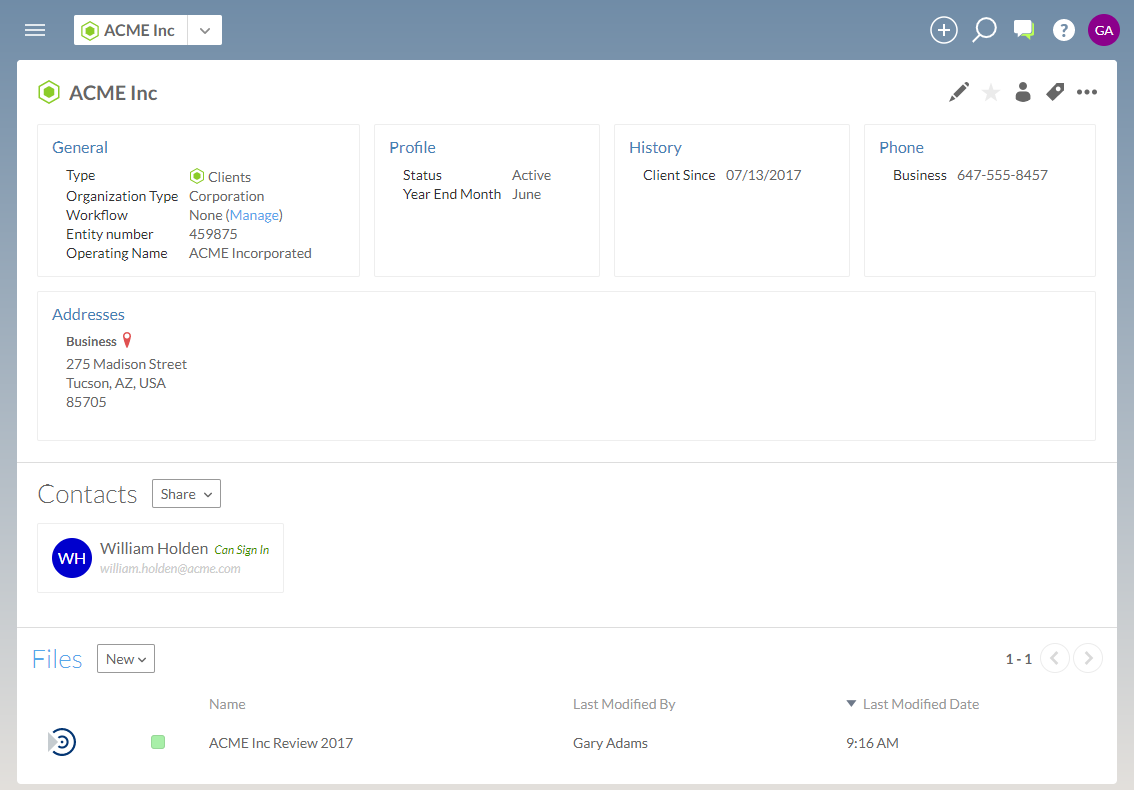 ACME Inc
GA
ACME Inc
General
Type Clients
Organization Type Corporation
Workflow None (Manage)
Entity number 459875
Operating Name ACME Incorporated
Profile
Status Active
Year End Month June
History
Client Since 07/13/2017
Phone
Business 647-555-8457
Addresses
Business
275 Madison Street
Tucson, AZ, USA
85705
Contacts Share
WH
William Holden Can Sign In
william.holden@acme.com
Files New 1 - 1
Name Last Modified By Last Modified Date
ACME Inc Review 2017 Gary Adams 9:16 AM